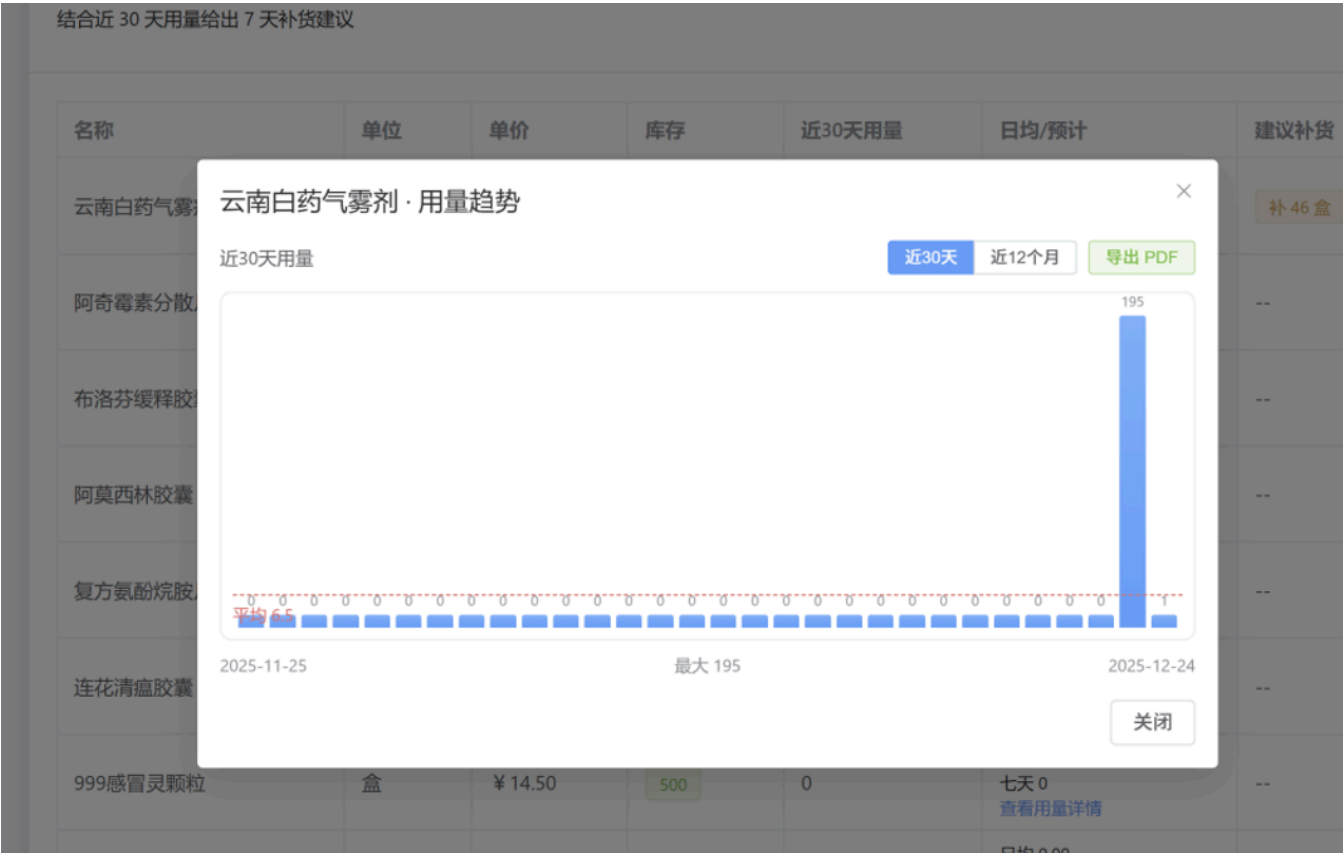 结合近 30 天用量给出 7 天补货建议
名称 单位 单价 库存 近30天用量 日均/预计 建议补货
云南白药气雾 补 46 盒
云南白药气雾剂 · 用量趋势
近30天用量 近30天 近12个月 导出 PDF
195
阿奇霉素分散 --
布洛芬缓释胶 --
阿莫西林胶囊 --
复方氨酚烷胺 --
0 0 0 0 0 0 0 0 0 0 0 0 0 0 0 0 0 0 0 0 0 0 0 0 0 0 0 0 1
平均 6.5
2025-11-25 最大 195 2025-12-24
连花清瘟胶囊 --
关闭
999感冒灵颗粒 盒 ¥ 14.50 500 0 七天 0 --
查看用量详情